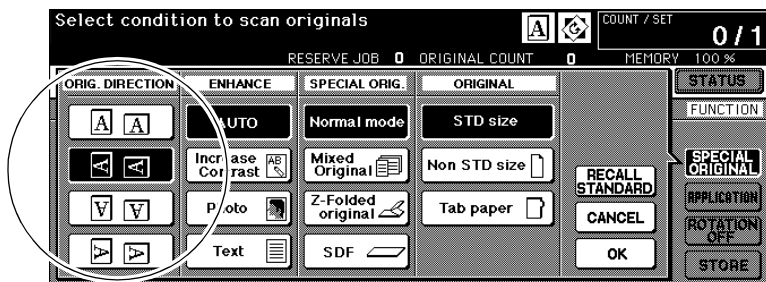 Select condition to scan originals
A
COUNT / SET
0 / 1
RESERVE JOB 0 ORIGINAL COUNT 0 MEMORY 100 %
ORIG. DIRECTION ENHANCE SPECIAL ORIG. ORIGINAL STATUS
FUNCTION
A A AUTO Normal mode STD size
A A Increase Contrast AB Mixed Original Non STD size RECALL STANDARD SPECIAL ORIGINAL
A A Photo Z-Folded original Tab paper CANCEL APPLICATION
ROTATION OFF
A A Text SDF OK STORE